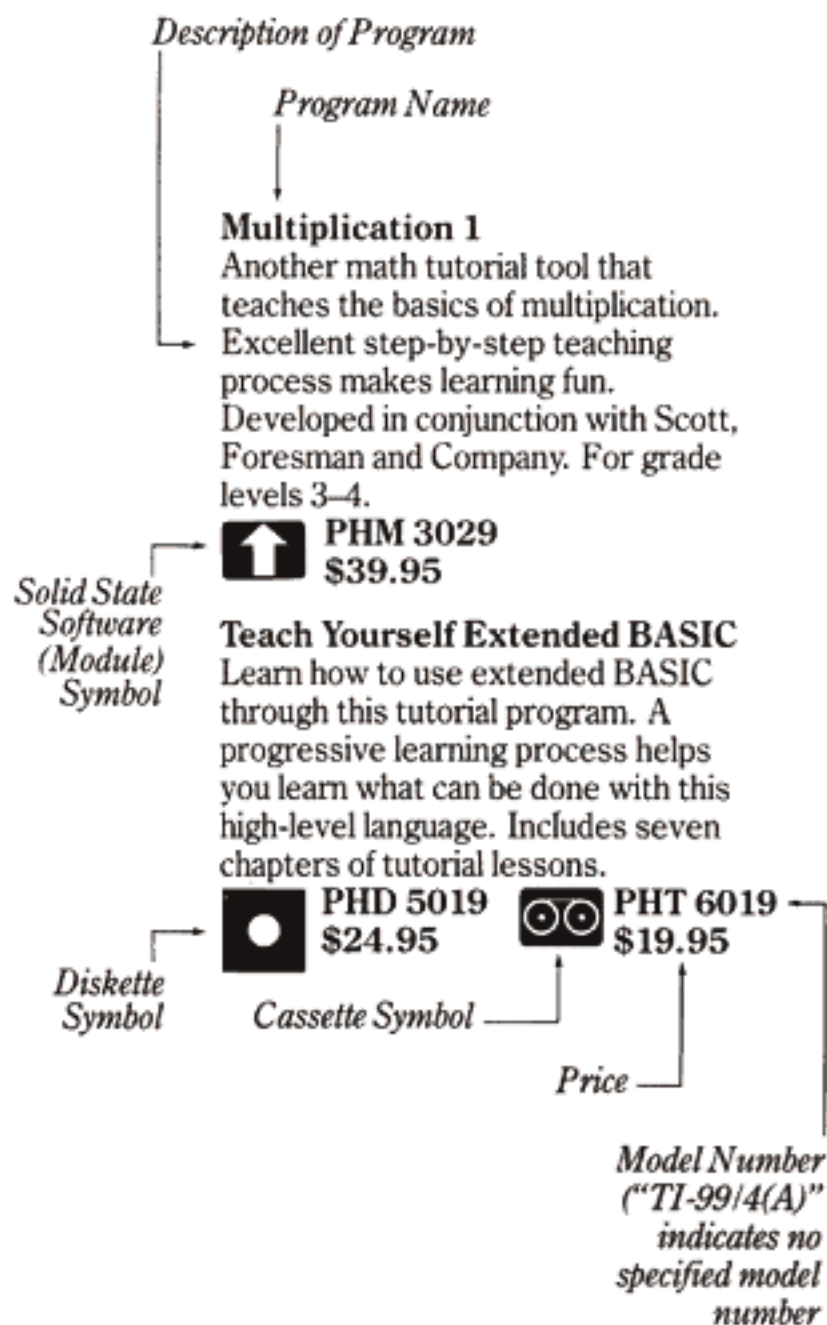 Description of Program
Program Name
Multiplication 1
Another math tutorial tool that
teaches the basics of multiplication.
Excellent step-by-step teaching
process makes learning fun.
Developed in conjunction with Scott,
Foresman and Company. For grade
levels 3–4.
PHM 3029
$39.95
Solid State
Software
(Module)
Symbol
Teach Yourself Extended BASIC
Learn how to use extended BASIC
through this tutorial program. A
progressive learning process helps
you learn what can be done with this
high-level language. Includes seven
chapters of tutorial lessons.
PHD 5019
$24.95
PHT 6019
$19.95
Diskette
Symbol
Cassette Symbol
Price
Model Number
(“TI-99/4(A)”
indicates no
specified model
number